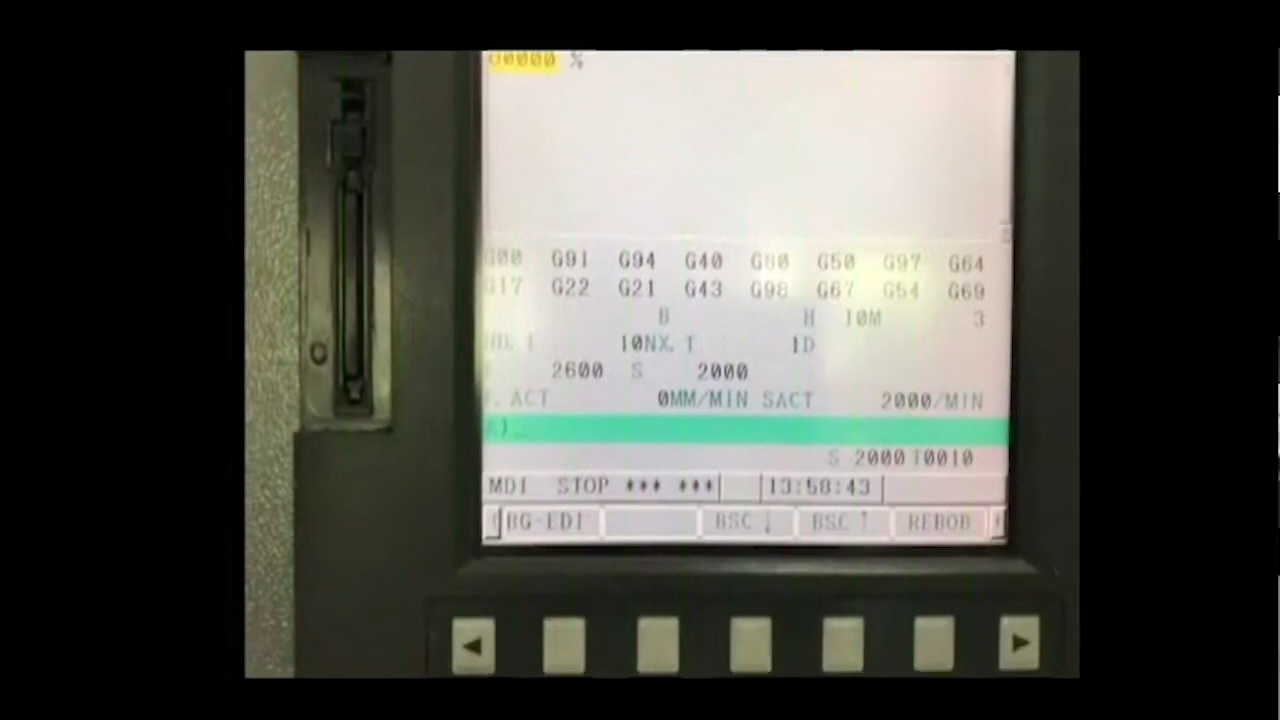 O0000 %
G00 G91 G94 G40 G80 G50 G97 G64
G17 G22 G21 G43 G98 G67 G54 G69
B H 10M 3
T 10NX. T 1D
2600 S 2000
ACT 0MM/MIN SACT 2000/MIN
A)_
S 2000 T0010
MDI STOP *** *** 13:58:43
BG-EDI BSC ↓ BSC ↑ REBOB